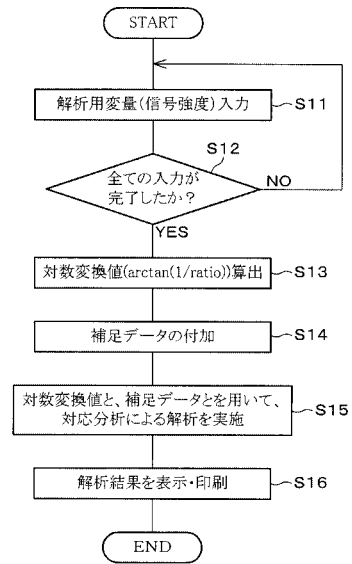 START
解析用変量(信号強度)入力
S11
S12
全ての入力が
完了したか?
NO
YES
対数変換値(arctan(1/ratio))算出
S13
補足データの付加
S14
対数変換値と、補足データとを用いて、
対応分析による解析を実施
S15
解析結果を表示・印刷
S16
END